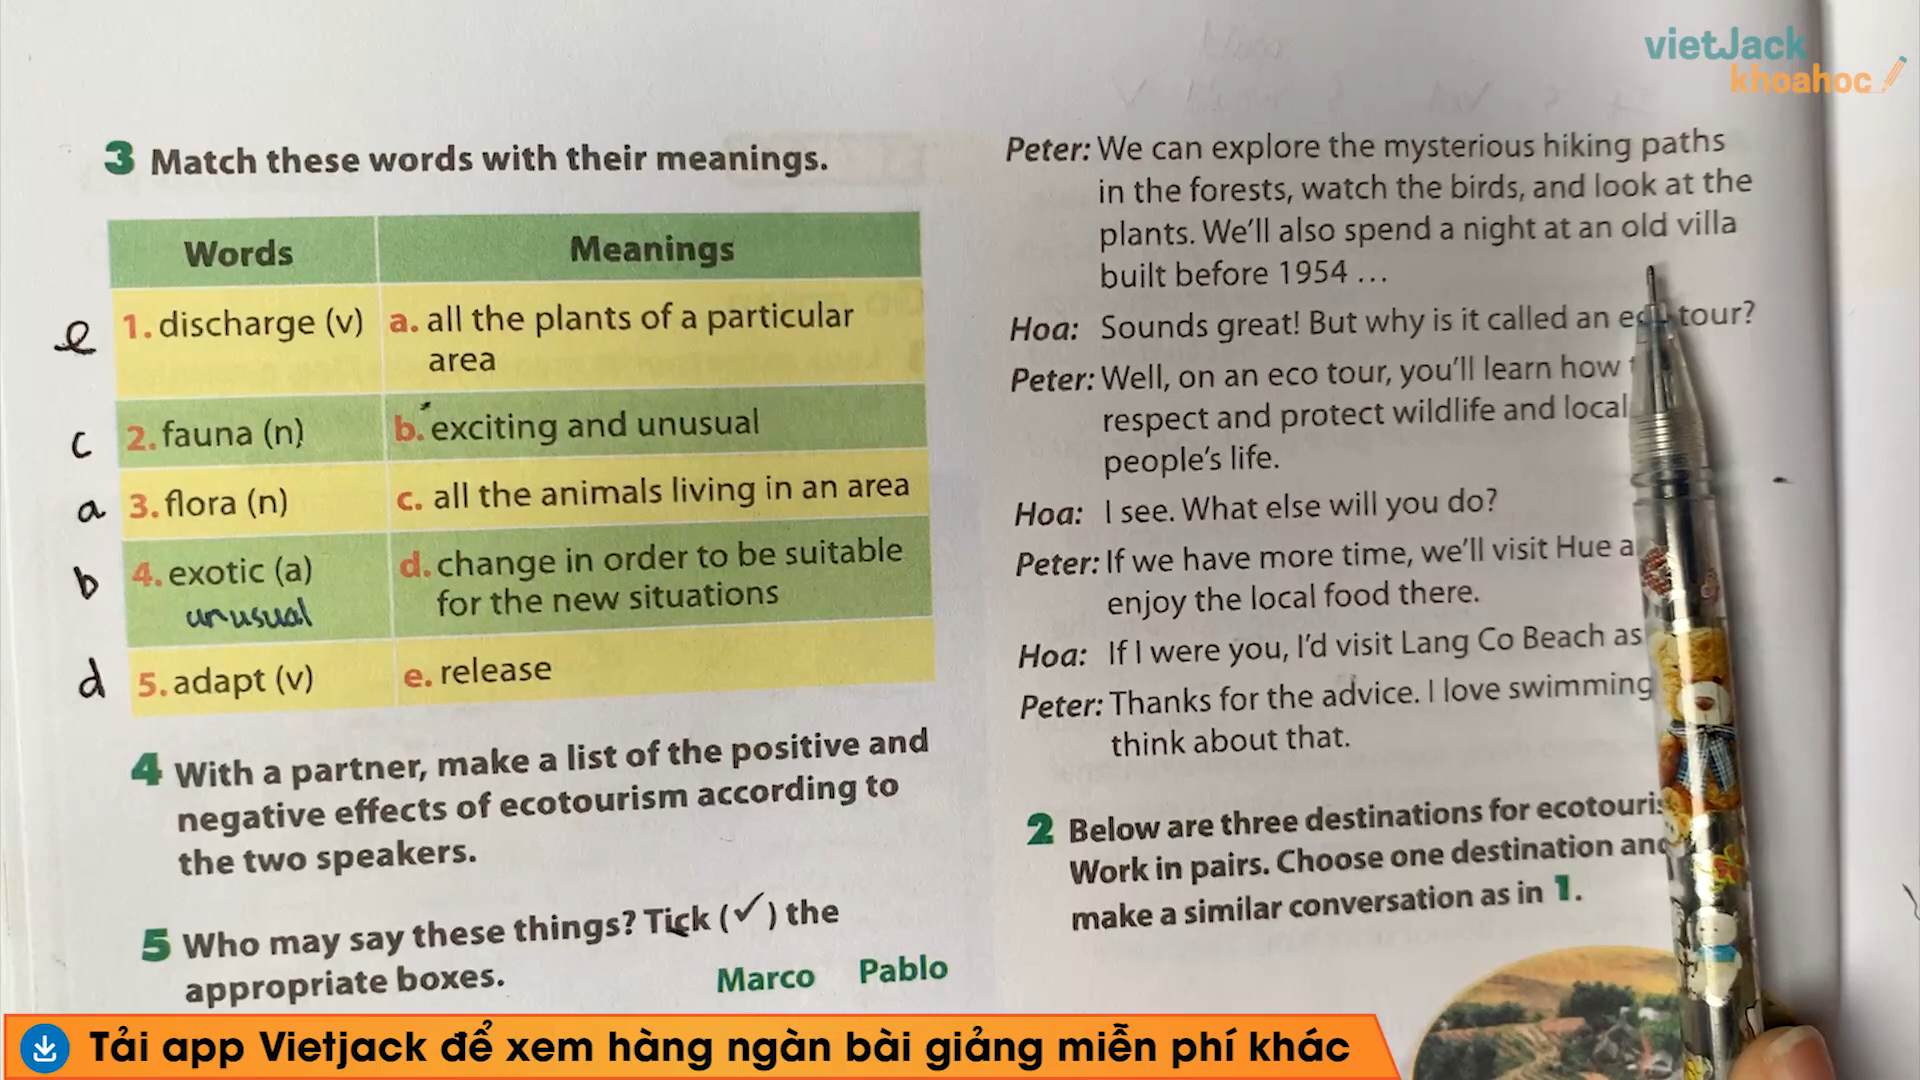 vietJack
khoahoc
3 Match these words with their meanings.
Words Meanings
e 1. discharge (v) a. all the plants of a particular
area
c 2. fauna (n) b. exciting and unusual
a 3. flora (n) c. all the animals living in an area
b 4. exotic (a) d. change in order to be suitable
unusual for the new situations
d 5. adapt (v) e. release
4 With a partner, make a list of the positive and
negative effects of ecotourism according to
the two speakers.
5 Who may say these things? Tick (✓) the
appropriate boxes.
Marco Pablo
Peter: We can explore the mysterious hiking paths
in the forests, watch the birds, and look at the
plants. We'll also spend a night at an old villa
built before 1954 ...
Hoa: Sounds great! But why is it called an eco tour?
Peter: Well, on an eco tour, you'll learn how
respect and protect wildlife and local
people's life.
Hoa: I see. What else will you do?
Peter: If we have more time, we'll visit Hue
enjoy the local food there.
Hoa: If I were you, I'd visit Lang Co Beach as
Peter: Thanks for the advice. I love swimming
think about that.
2 Below are three destinations for
Work in pairs. Choose one destination and
make a similar conversation as in 1.
Tải app Vietjack để xem hàng ngàn bài giảng miễn phí khác